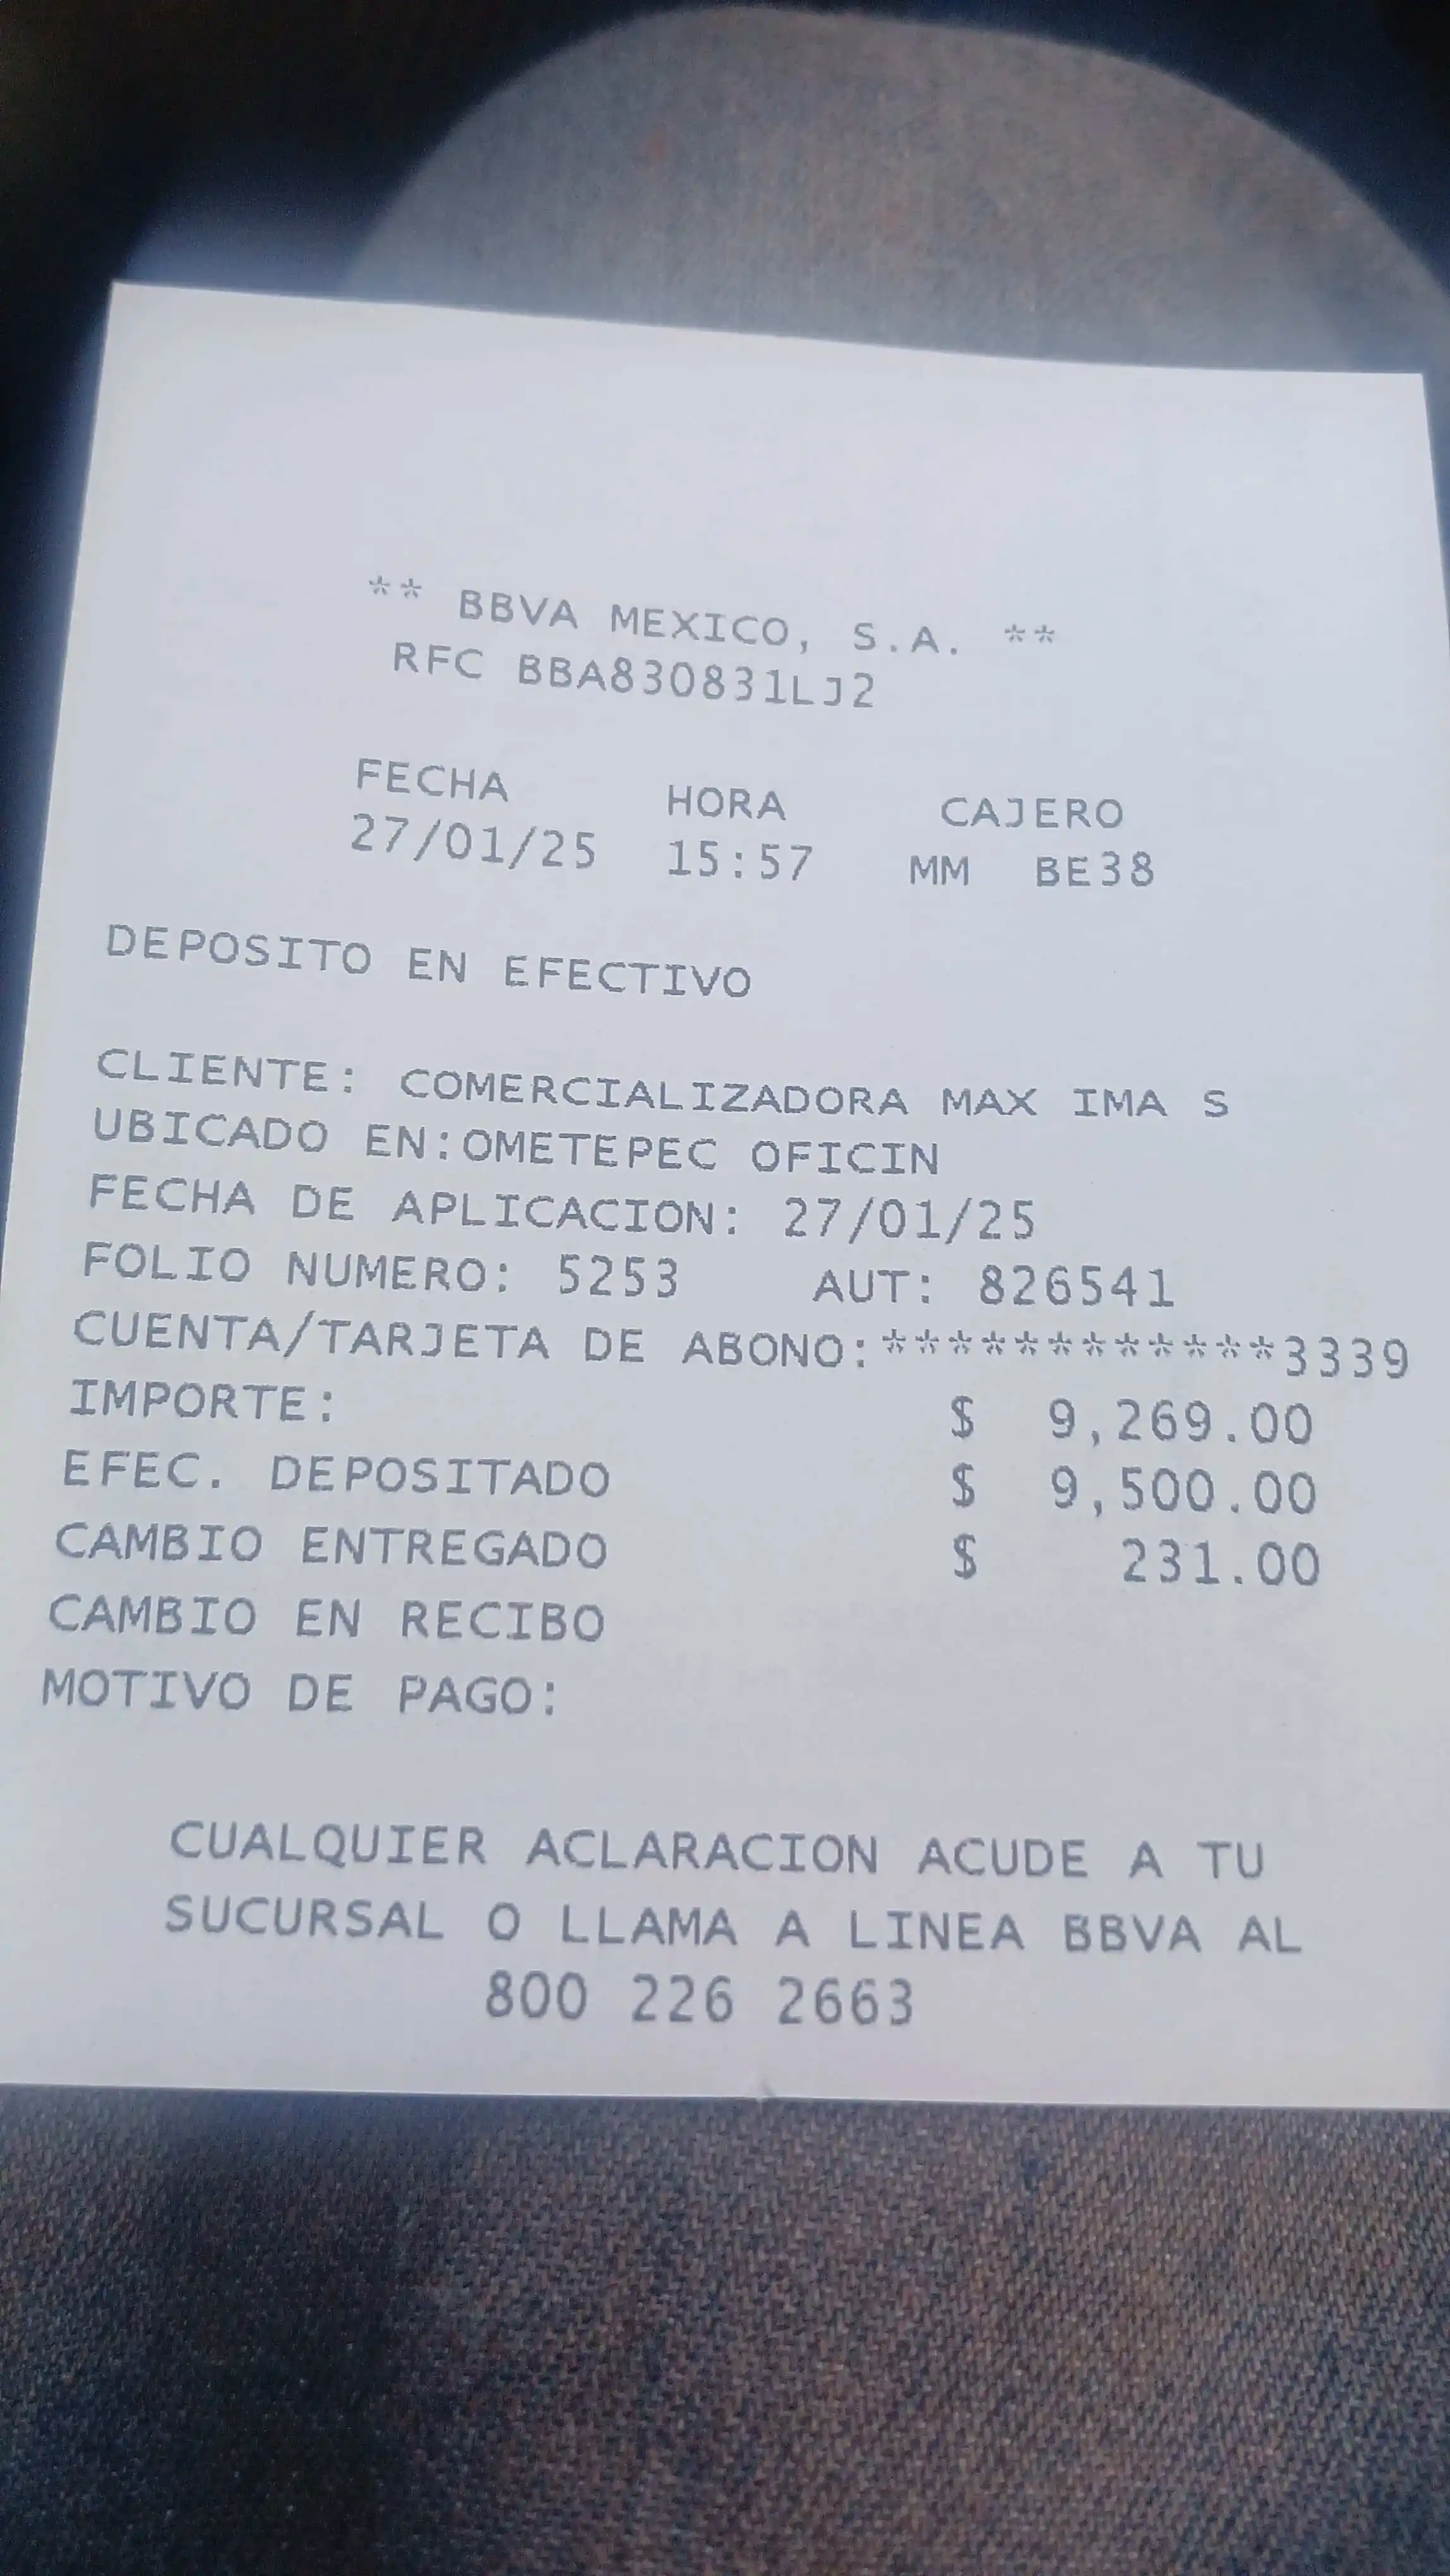 ** BBVA MEXICO, S.A. **
RFC BBA830831LJ2
FECHA HORA CAJERO
27/01/25 15:57 MM BE38
DEPOSITO EN EFECTIVO
CLIENTE: COMERCIALIZADORA MAX IMA S
UBICADO EN:OMETEPEC OFICIN
FECHA DE APLICACION: 27/01/25
FOLIO NUMERO: 5253 AUT: 826541
CUENTA/TARJETA DE ABONO:************3339
IMPORTE: $ 9,269.00
EFEC. DEPOSITADO $ 9,500.00
CAMBIO ENTREGADO $ 231.00
CAMBIO EN RECIBO
MOTIVO DE PAGO:
CUALQUIER ACLARACION ACUDE A TU
SUCURSAL O LLAMA A LINEA BBVA AL
800 226 2663